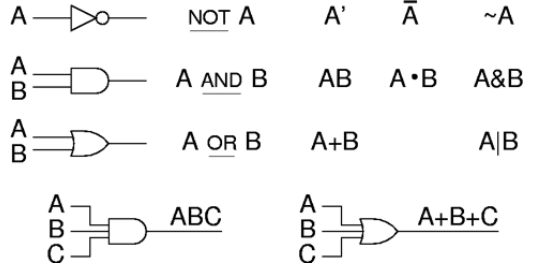 A NOT A A' A̅ ~A
A
B A AND B AB A•B A&B
A
B A OR B A+B A|B
A
B ABC
C
A
B A+B+C
C